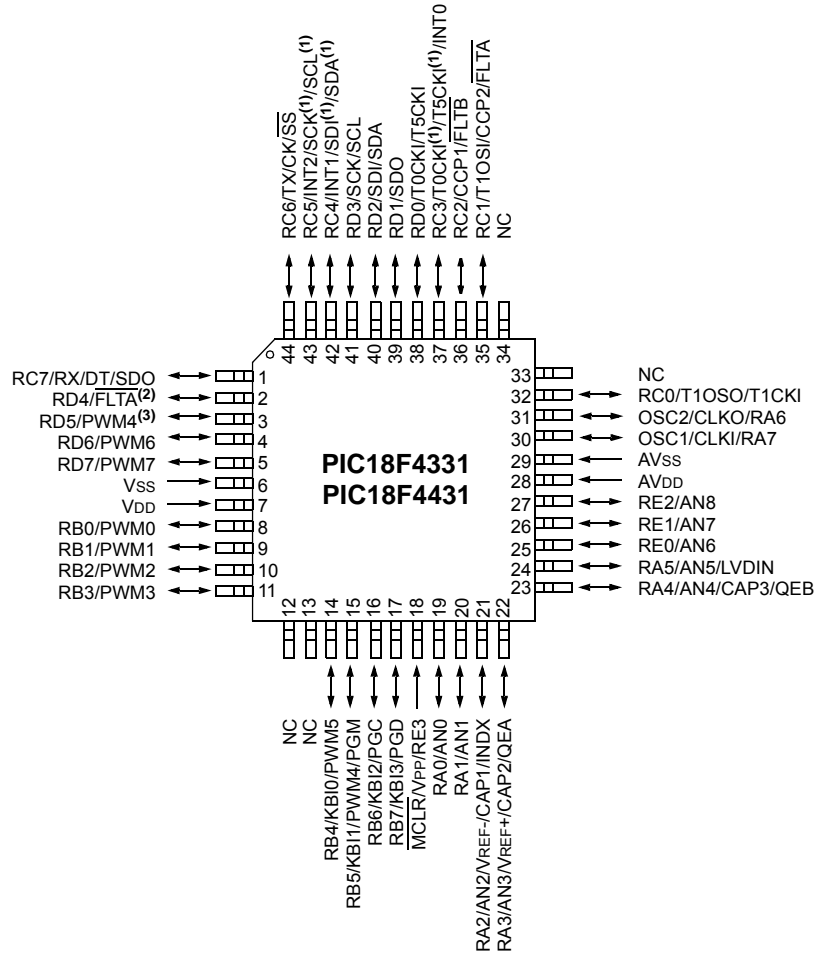 RC6/TX/CK/SS
RC5/INT2/SCK(1)/SCL(1)
RC4/INT1/SDI(1)/SDA(1)
RD3/SCK/SCL
RD2/SDI/SDA
RD1/SDO
RD0/T0CKI/T5CKI
RC3/T0CKI(1)/T5CKI(1)/INT0
RC2/CCP1/FLTB
RC1/T1OSI/CCP2/FLTA
NC
44
43
42
41
40
39
38
37
36
35
34
RC7/RX/DT/SDO 1
RD4/FLTA(2) 2
RD5/PWM4(3) 3
RD6/PWM6 4
RD7/PWM7 5
VSS 6
VDD 7
RB0/PWM0 8
RB1/PWM1 9
RB2/PWM2 10
RB3/PWM3 11
PIC18F4331
PIC18F4431
33 NC
32 RC0/T1OSO/T1CKI
31 OSC2/CLKO/RA6
30 OSC1/CLKI/RA7
29 AVSS
28 AVDD
27 RE2/AN8
26 RE1/AN7
25 RE0/AN6
24 RA5/AN5/LVDIN
23 RA4/AN4/CAP3/QEB
12
13
14
15
16
17
18
19
20
21
22
NC
NC
RB4/KBI0/PWM5
RB5/KBI1/PWM4/PGM
RB6/KBI2/PGC
RB7/KBI3/PGD
MCLR/VPP/RE3
RA0/AN0
RA1/AN1
RA2/AN2/VREF-/CAP1/INDX
RA3/AN3/VREF+/CAP2/QEA